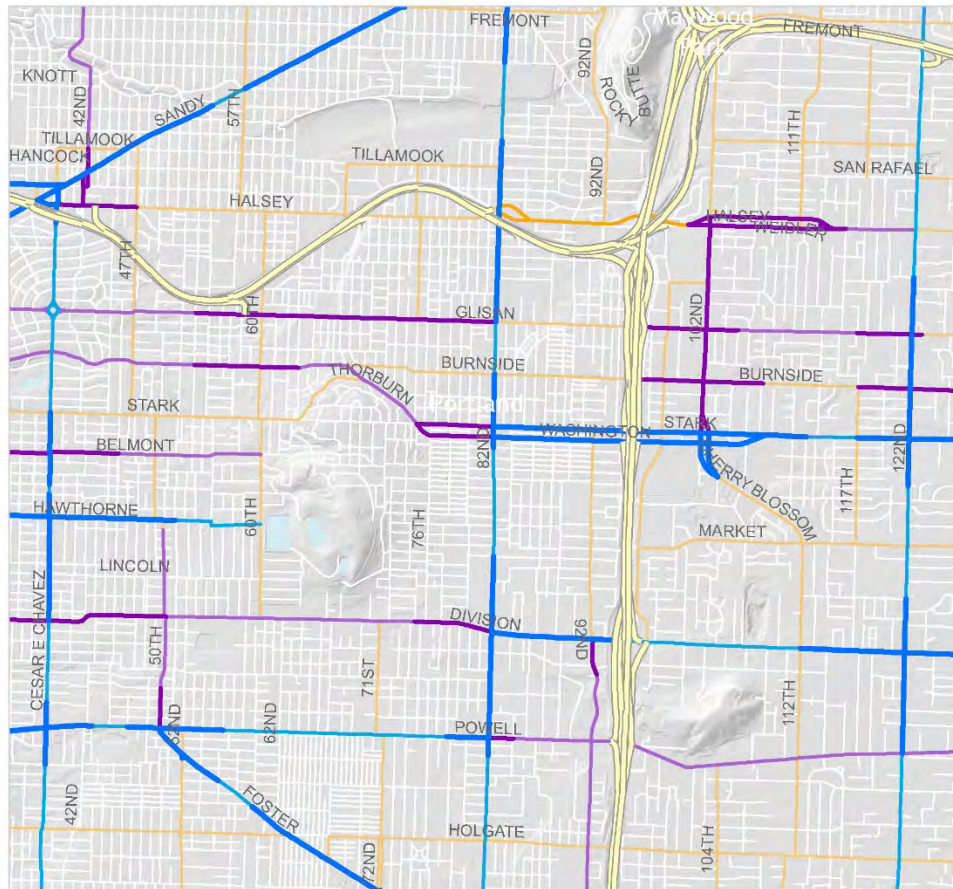 FREMONT
Maywood
Park
FREMONT
KNOTT
42ND
SANDY
57TH
92ND
ROCKY
BUTTE
TILLAMOOK
HANCOCK
TILLAMOOK
92ND
111TH
SAN RAFAEL
HALSEY
HALSEY
WEIDLER
47TH
60TH
GLISAN
102ND
BURNSIDE
BURNSIDE
THORBURN
STARK
Portland
STARK
WASHINGTON
82ND
122ND
BELMONT
CHERRY BLOSSOM
HAWTHORNE
60TH
76TH
117TH
MARKET
LINCOLN
CESAR E CHAVEZ
50TH
DIVISION
92ND
71ST
112TH
52ND
62ND
POWELL
42ND
FOSTER
HOLGATE
72ND
104TH